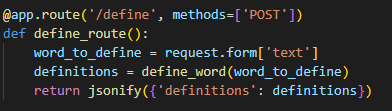 @app.route('/define', methods=['POST'])
def define_route():
    word_to_define = request.form['text']
    definitions = define_word(word_to_define)
    return jsonify({'definitions': definitions})